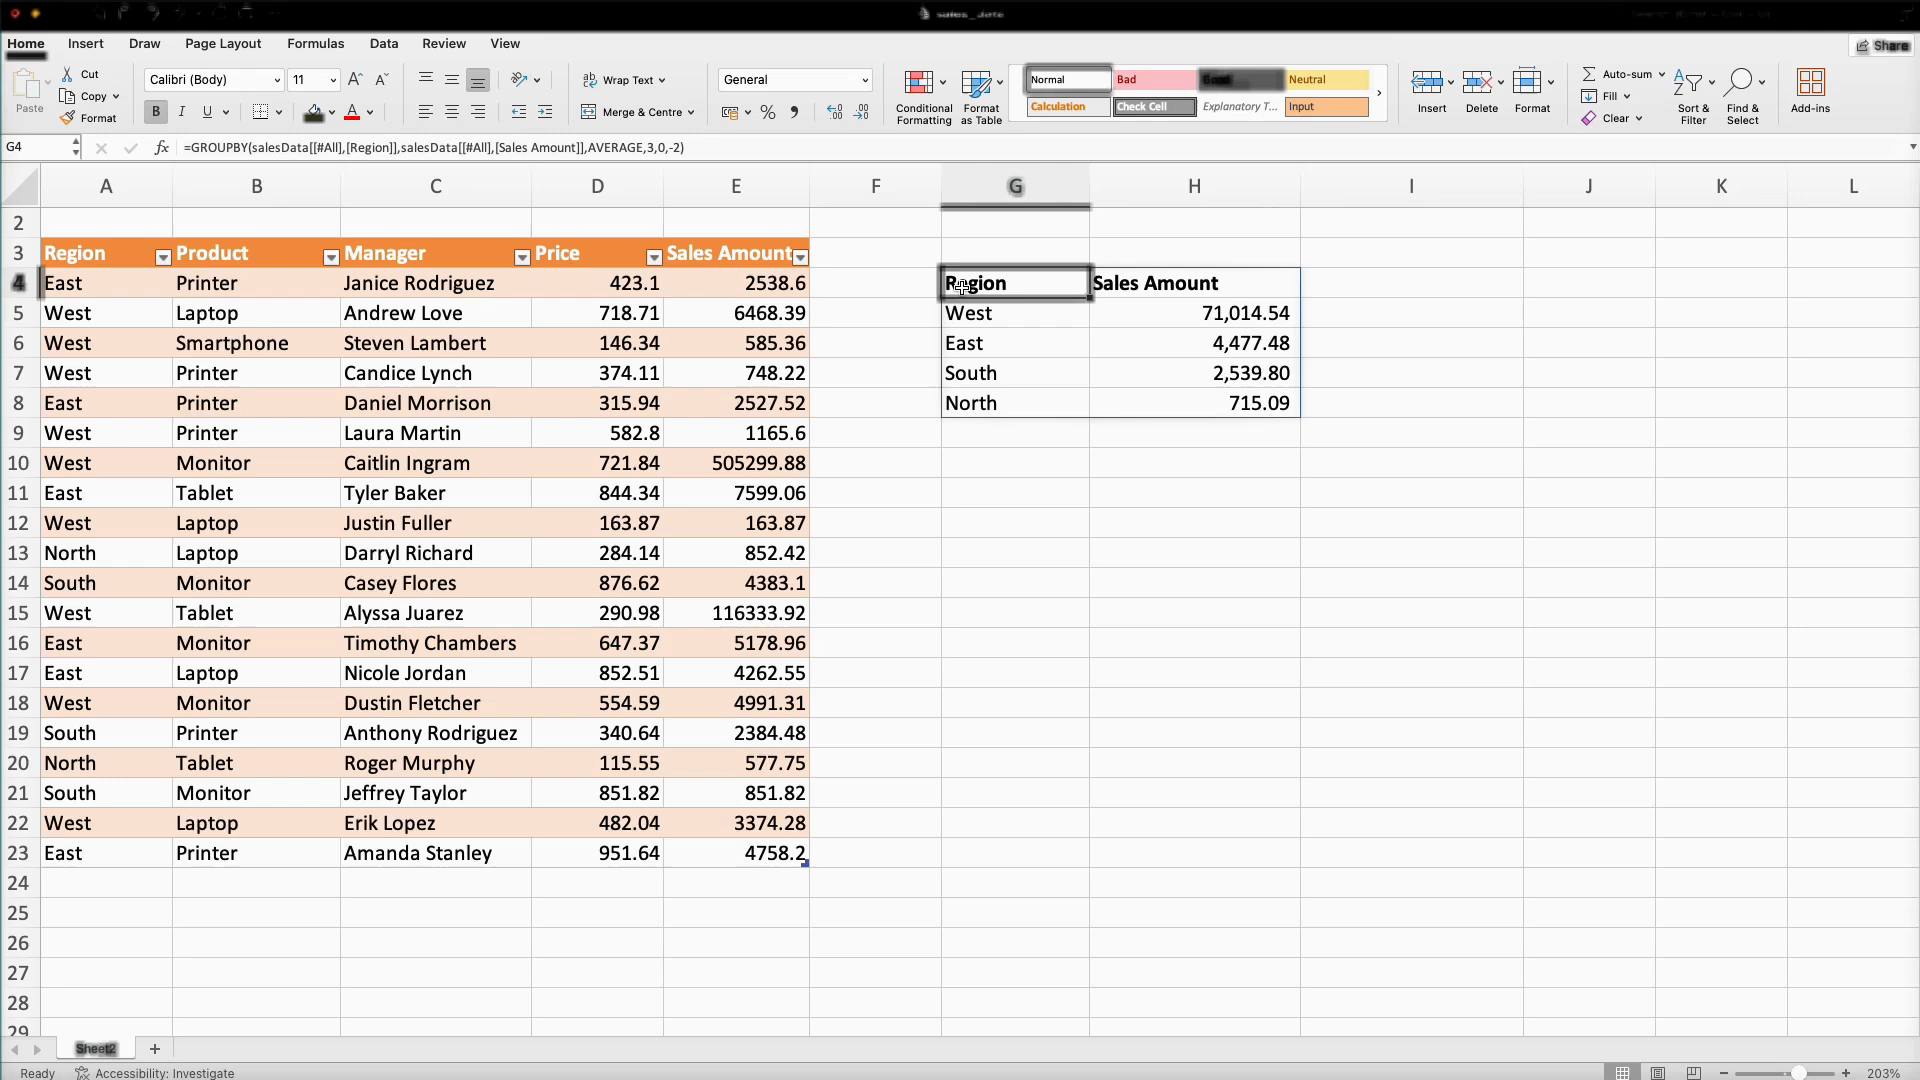 sales_data
Home Insert Draw Page Layout Formulas Data Review View Share
Paste Cut Copy Format
Calibri (Body) 11 A A
B I U A
Wrap Text
Merge & Centre
General
% 9
Conditional Formatting
Format as Table
Normal Bad Good Neutral
Calculation Check Cell Explanatory T... Input
Insert Delete Format
Auto-sum
Fill
Clear
Sort & Filter
Find & Select
Add-ins
G4 fx =GROUPBY(salesData[[#All],[Region]],salesData[[#All],[Sales Amount]],AVERAGE,3,0,-2)
A B C D E F G H I J K L
2
3 Region Product Manager Price Sales Amount
4 East Printer Janice Rodriguez 423.1 2538.6 Region Sales Amount
5 West Laptop Andrew Love 718.71 6468.39 West 71,014.54
6 West Smartphone Steven Lambert 146.34 585.36 East 4,477.48
7 West Printer Candice Lynch 374.11 748.22 South 2,539.80
8 East Printer Daniel Morrison 315.94 2527.52 North 715.09
9 West Printer Laura Martin 582.8 1165.6
10 West Monitor Caitlin Ingram 721.84 505299.88
11 East Tablet Tyler Baker 844.34 7599.06
12 West Laptop Justin Fuller 163.87 163.87
13 North Laptop Darryl Richard 284.14 852.42
14 South Monitor Casey Flores 876.62 4383.1
15 West Tablet Alyssa Juarez 290.98 116333.92
16 East Monitor Timothy Chambers 647.37 5178.96
17 East Laptop Nicole Jordan 852.51 4262.55
18 West Monitor Dustin Fletcher 554.59 4991.31
19 South Printer Anthony Rodriguez 340.64 2384.48
20 North Tablet Roger Murphy 115.55 577.75
21 South Monitor Jeffrey Taylor 851.82 851.82
22 West Laptop Erik Lopez 482.04 3374.28
23 East Printer Amanda Stanley 951.64 4758.2
24
25
26
27
28
29
Sheet2 +
Ready Accessibility: Investigate 203%